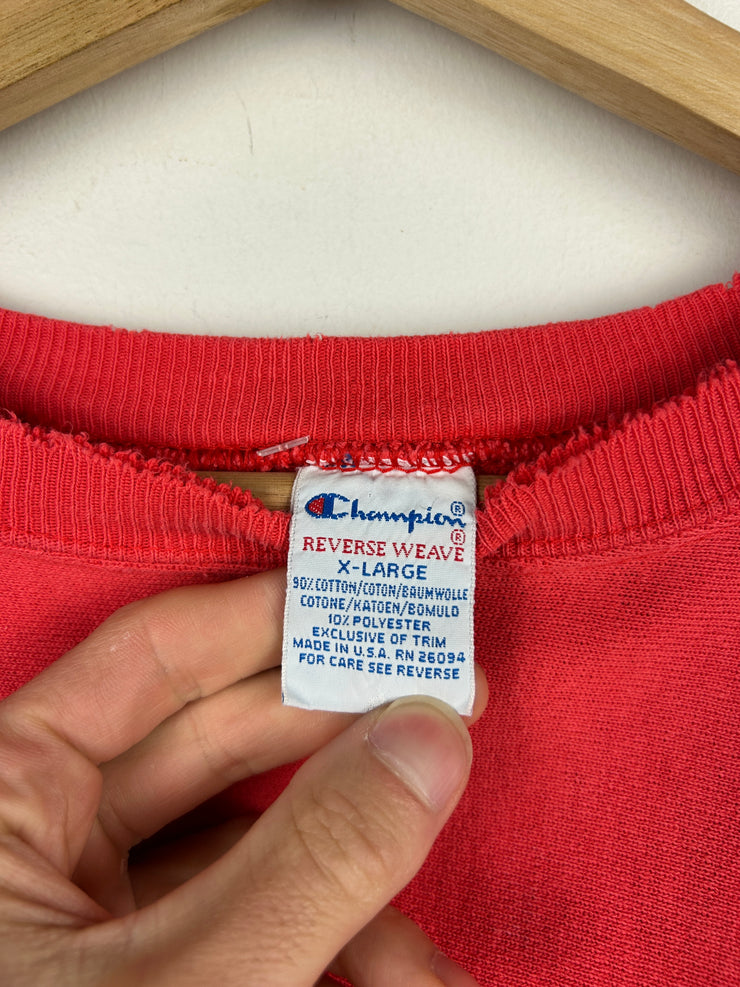 Champion®
REVERSE WEAVE®
X-LARGE
90% COTTON/COTON/BAUMWOLLE
COTONE/KATOEN/BOMULD
10% POLYESTER
EXCLUSIVE OF TRIM
MADE IN U.S.A. RN 26094
FOR CARE SEE REVERSE